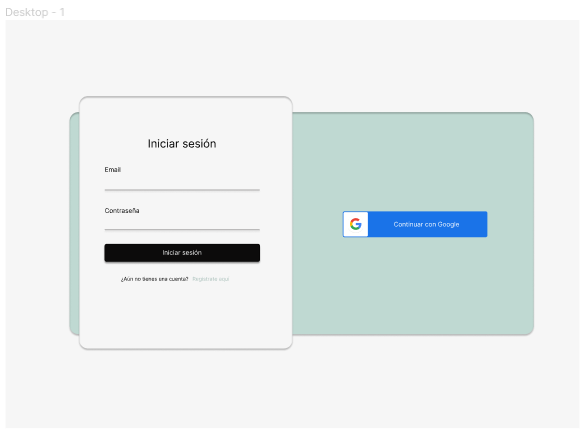 Desktop - 1
Iniciar sesión
Email
Contraseña
Iniciar sesión
¿Aún no tienes una cuenta? Regístrate aquí
Continuar con Google